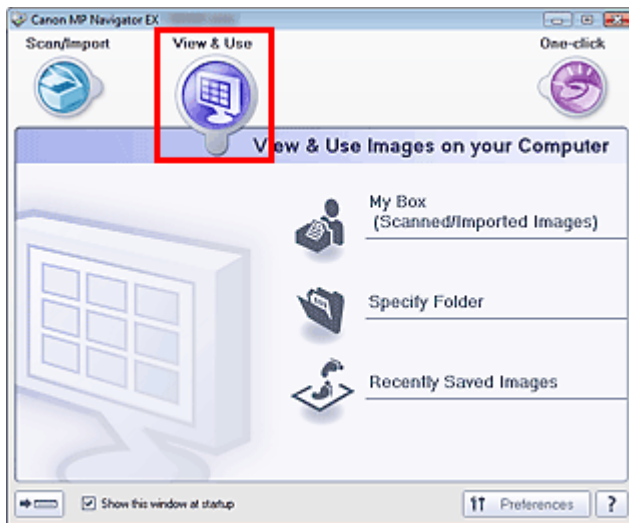 Canon MP Navigator EX
Scan/Import
View & Use
One-click
View & Use Images on your Computer
My Box
(Scanned/Imported Images)
Specify Folder
Recently Saved Images
Show this window at startup
Preferences
?